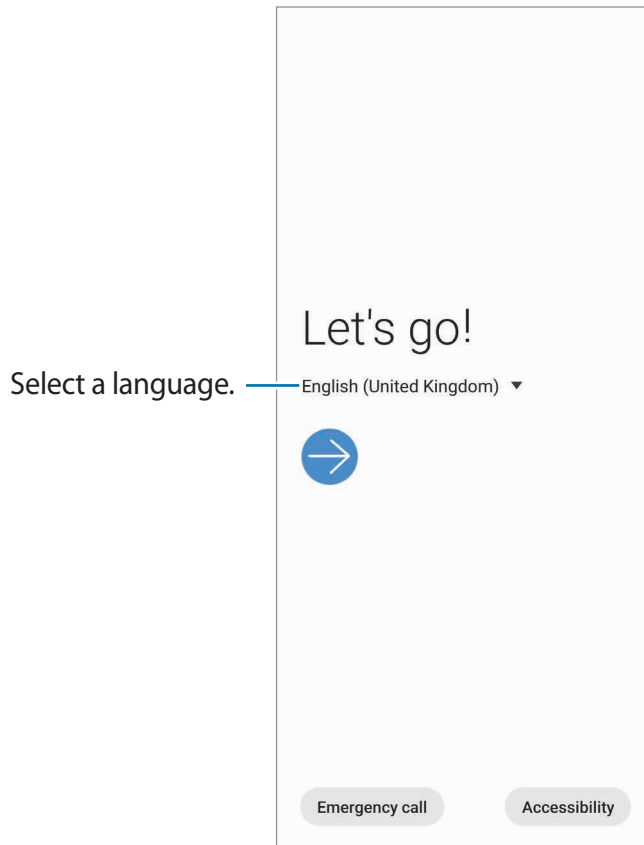 Let's go!
Select a language.
English (United Kingdom)
Emergency call
Accessibility